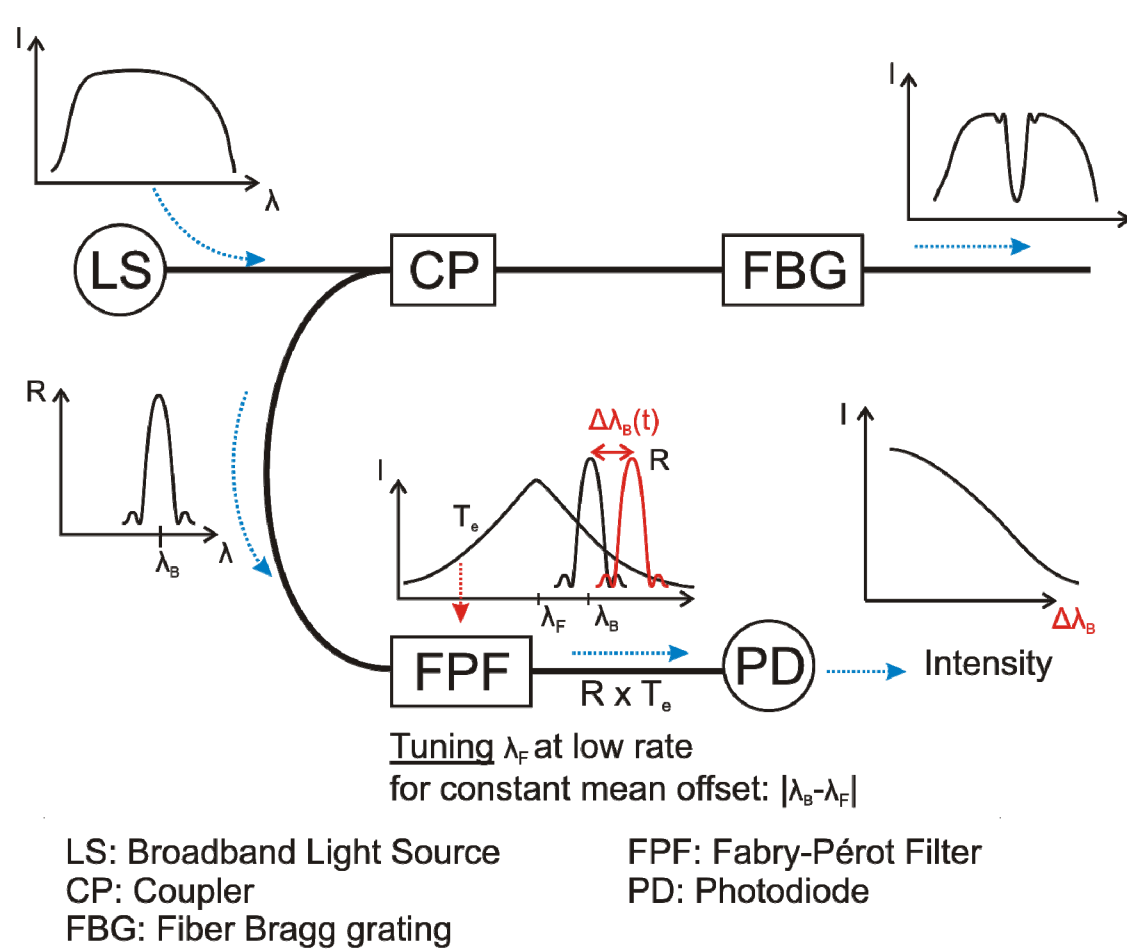 I
λ
I
LS
CP
FBG
R
λ
λB
I
Te
ΔλB(t)
R
λF
λB
I
ΔλB
FPF
R x Te
PD
Intensity
Tuning λF at low rate
for constant mean offset: |λB-λF|
LS: Broadband Light Source
CP: Coupler
FBG: Fiber Bragg grating
FPF: Fabry-Pérot Filter
PD: Photodiode